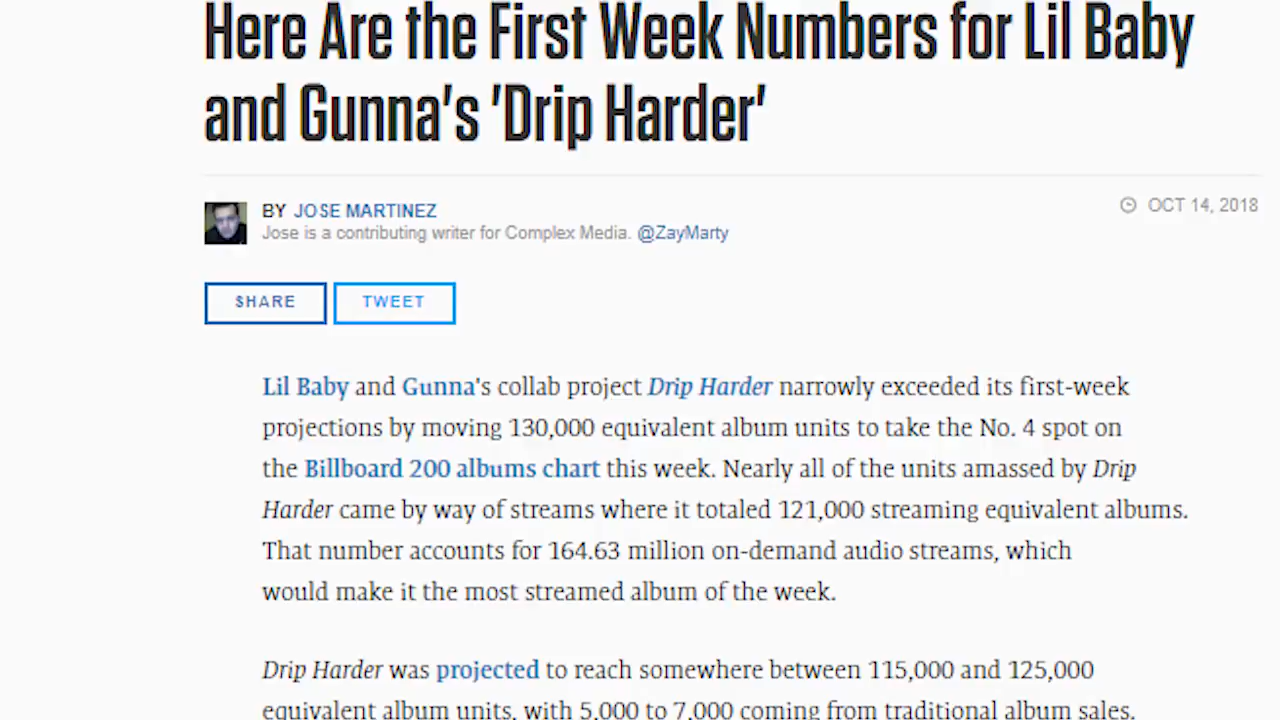 Here Are the First Week Numbers for Lil Baby
and Gunna's 'Drip Harder'
BY JOSE MARTINEZ
OCT 14, 2018
Jose is a contributing writer for Complex Media. @ZayMarty
SHARE TWEET
Lil Baby and Gunna's collab project Drip Harder narrowly exceeded its first-week
projections by moving 130,000 equivalent album units to take the No. 4 spot on
the Billboard 200 albums chart this week. Nearly all of the units amassed by Drip
Harder came by way of streams where it totaled 121,000 streaming equivalent albums.
That number accounts for 164.63 million on-demand audio streams, which
would make it the most streamed album of the week.
Drip Harder was projected to reach somewhere between 115,000 and 125,000
equivalent album units, with 5,000 to 7,000 coming from traditional album sales.